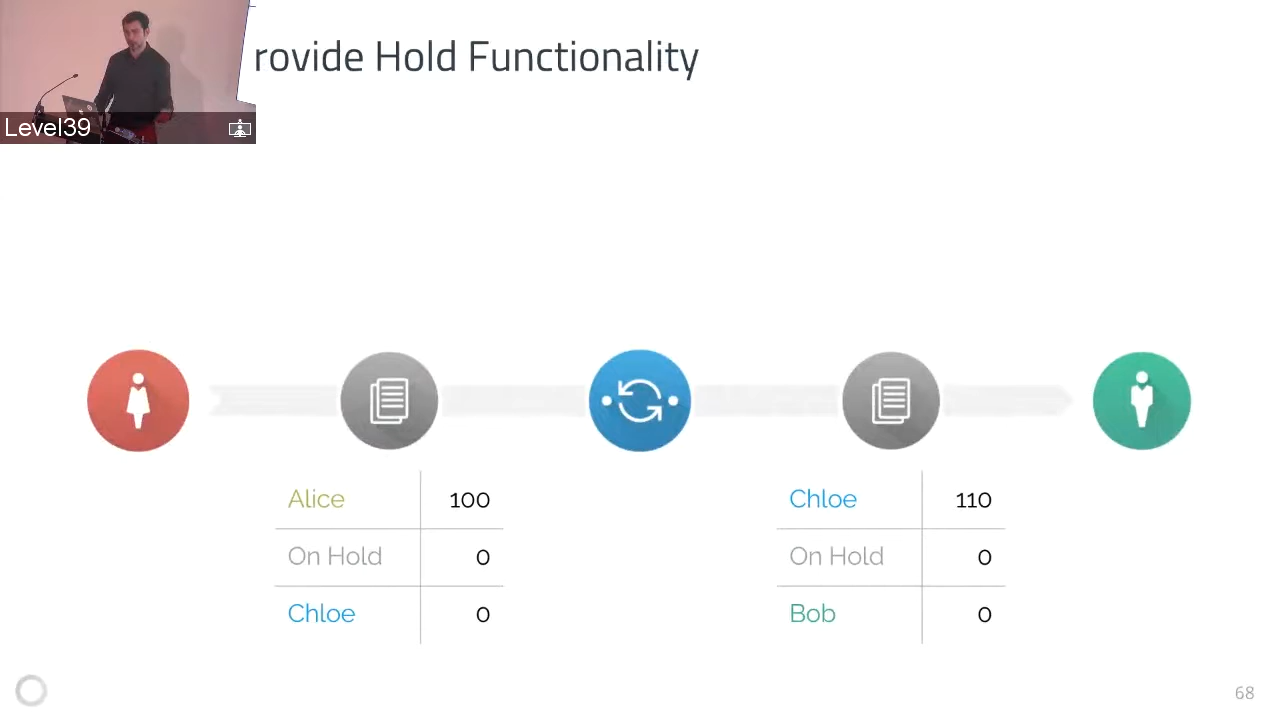 rovide Hold Functionality
Level39
Alice 100
On Hold 0
Chloe 0
Chloe 110
On Hold 0
Bob 0
68